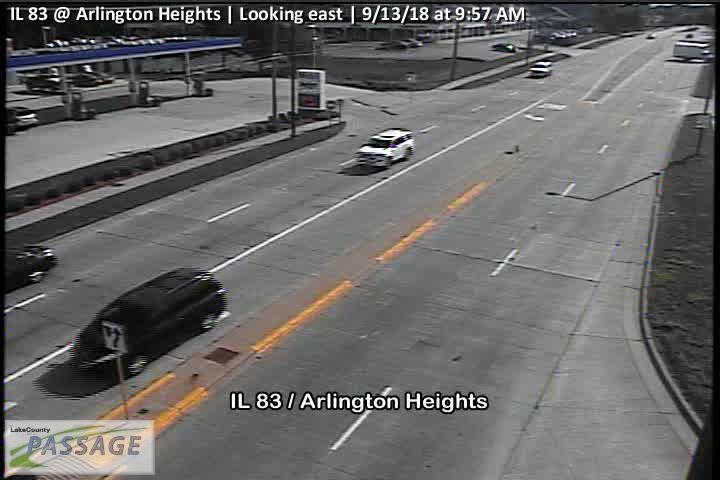 IL 83 @ Arlington Heights | Looking east | 9/13/18 at 9:57 AM
IL 83 / Arlington Heights
LakeCounty
PASSAGE